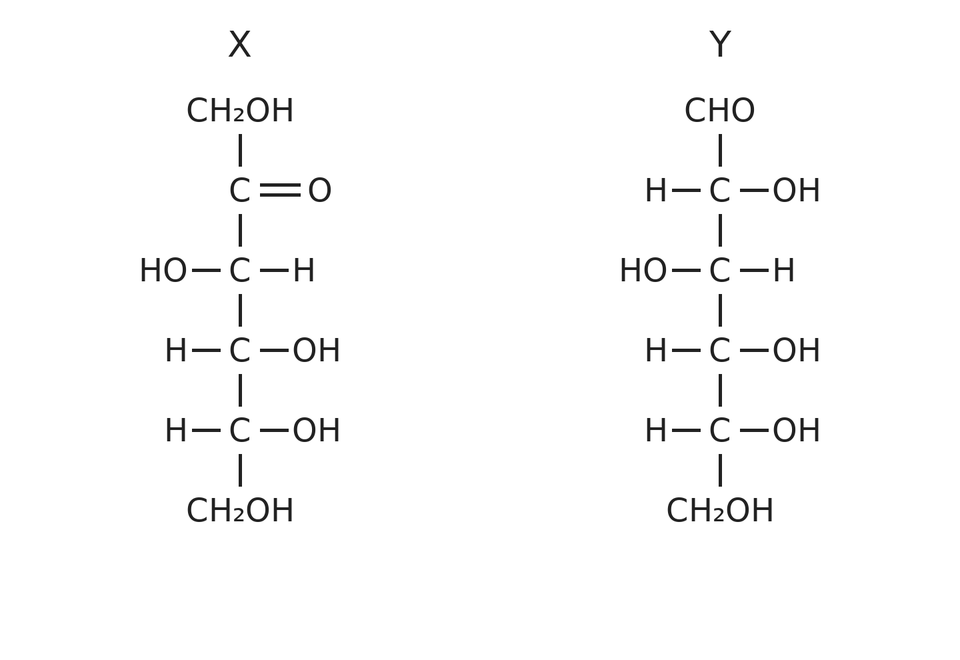 X Y
CH₂OH CHO
C=O H—C—OH
HO—C—H HO—C—H
H—C—OH H—C—OH
H—C—OH H—C—OH
CH₂OH CH₂OH